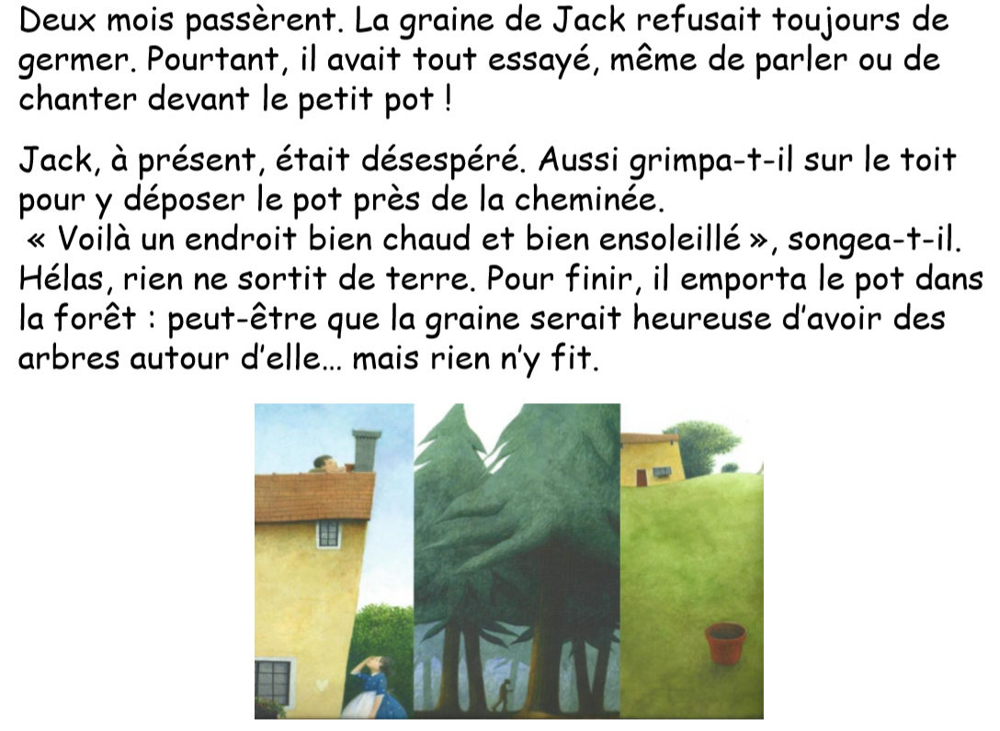 Deux mois passèrent. La graine de Jack refusait toujours de
germer. Pourtant, il avait tout essayé, même de parler ou de
chanter devant le petit pot !
Jack, à présent, était désespéré. Aussi grimpa-t-il sur le toit
pour y déposer le pot près de la cheminée.
« Voilà un endroit bien chaud et bien ensoleillé », songea-t-il.
Hélas, rien ne sortit de terre. Pour finir, il emporta le pot dans
la forêt : peut-être que la graine serait heureuse d'avoir des
arbres autour d'elle... mais rien n'y fit.